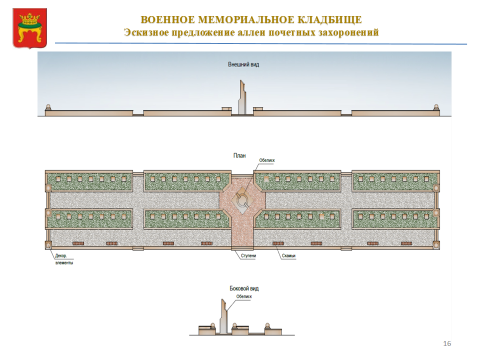 ВОЕННОЕ МЕМОРИАЛЬНОЕ КЛАДБИЩЕ
Эскизное предложение аллеи почетных захоронений
Внешний вид
План
Обелиск
Декор.
элементы
Ступени
Скамьи
Боковой вид
Обелиск
16